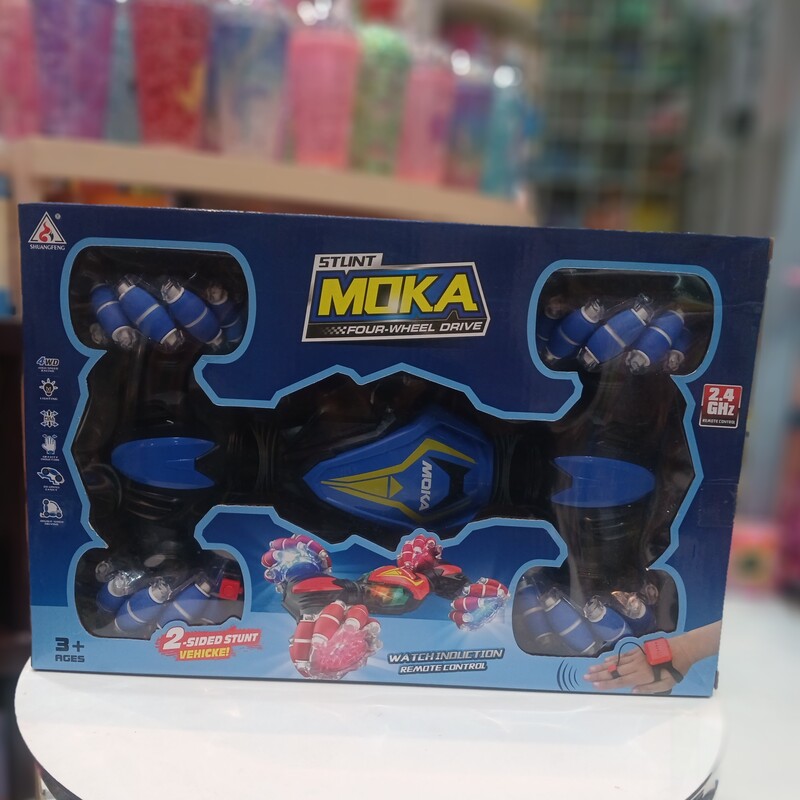 SHUANGFENG
STUNT
MOKA
FOUR-WHEEL DRIVE
4WD
LIGHTING
2.4
GHz
REMOTE CONTROL
MOKA
2-SIDED STUNT
VEHICKE!
WATCH INDUCTION
REMOTE CONTROL
3+
AGES